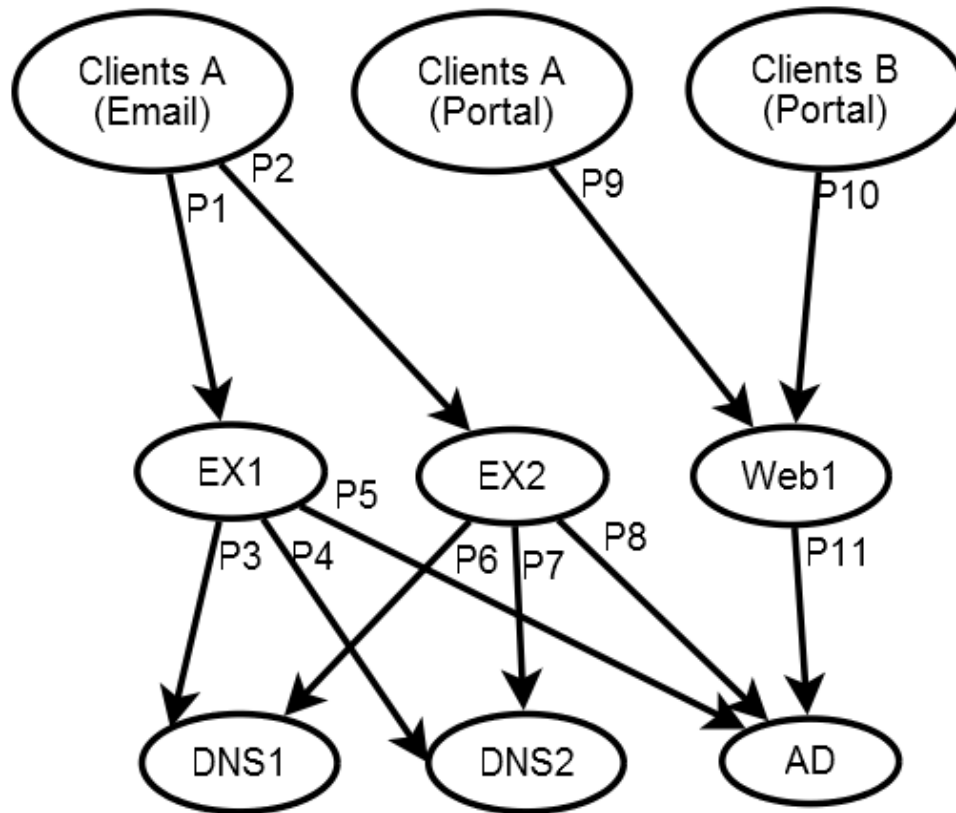 Clients A
(Email)
Clients A
(Portal)
Clients B
(Portal)
P2
P1
P9
P10
EX1
EX2
Web1
P5
P3
P4
P6
P7
P8
P11
DNS1
DNS2
AD